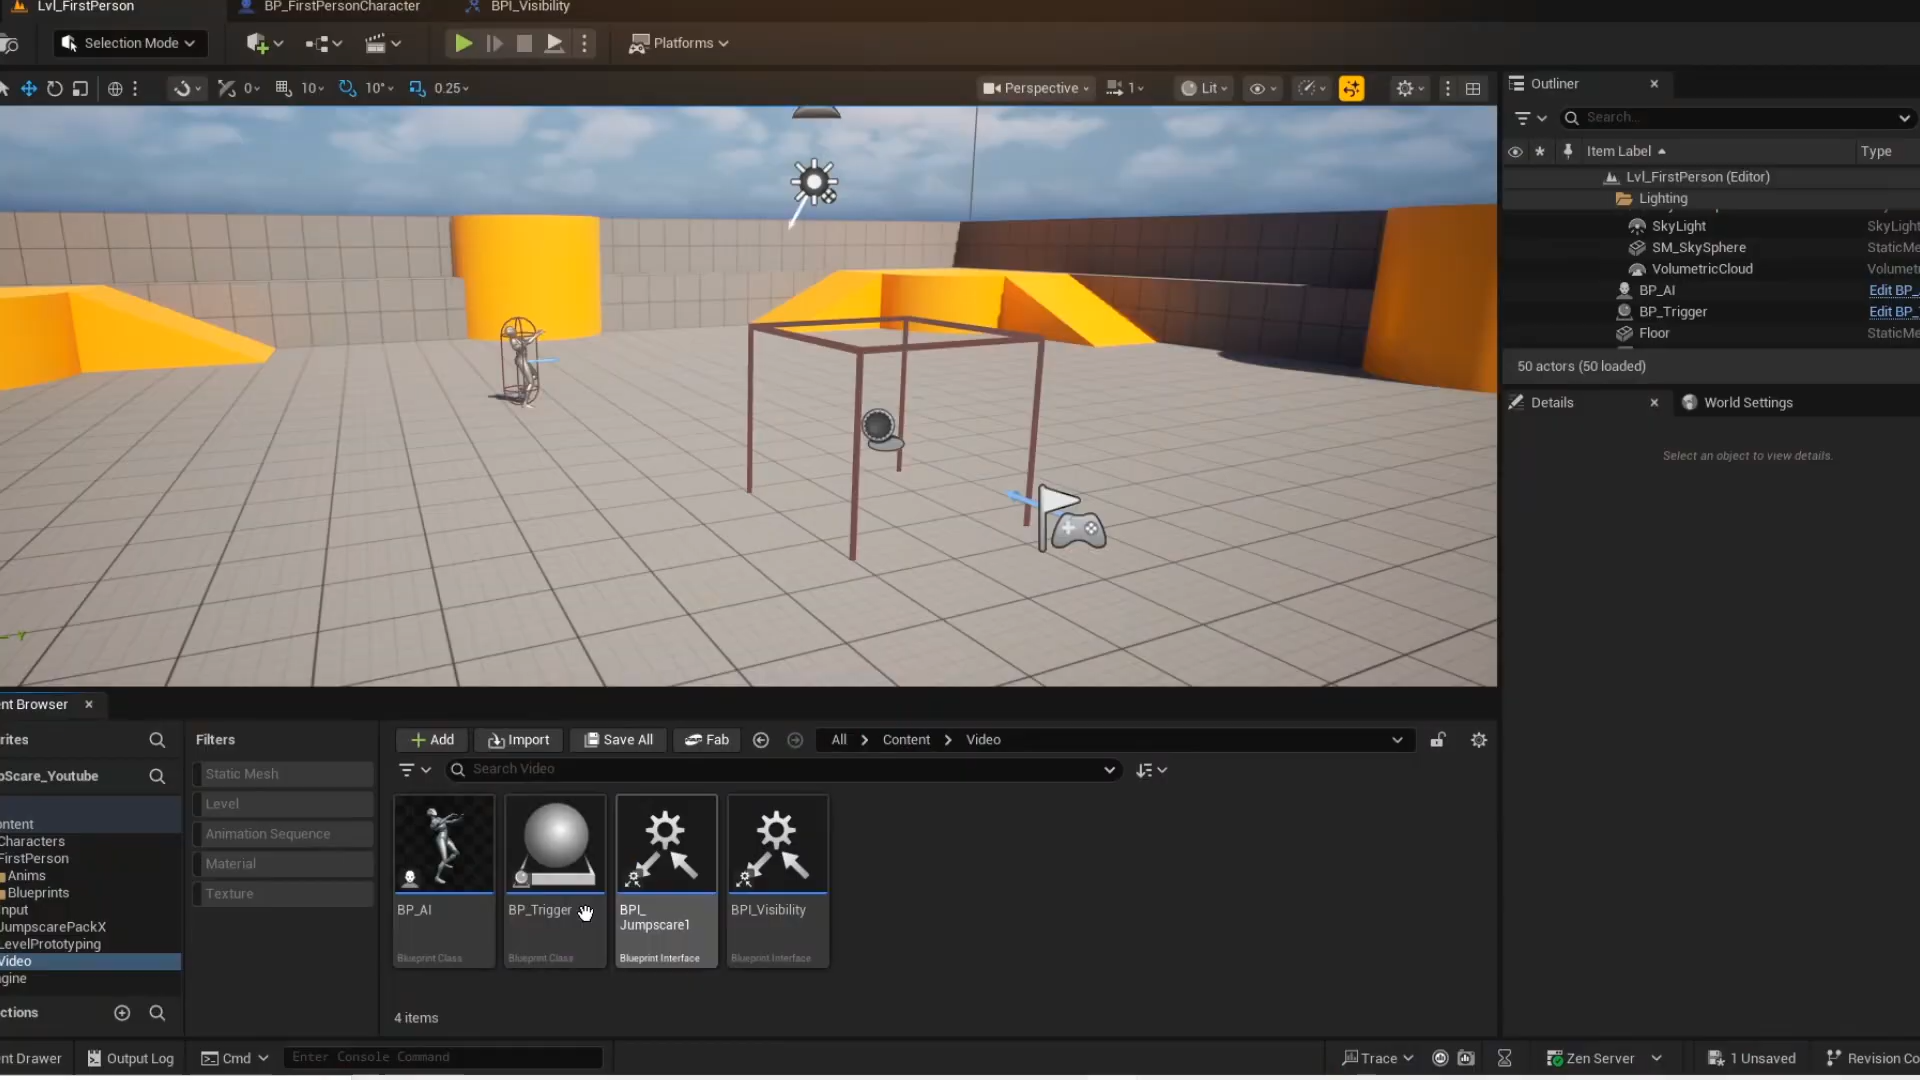 Lvl_FirstPerson
BP_FirstPersonCharacter
BPI_Visibility
Selection Mode
Platforms
0
10
10°
0.25
Perspective
1
Lit
Outliner
Search...
Item Label
Type
Lvl_FirstPerson (Editor)
Lighting
SkyLight
SkyLight
SM_SkySphere
StaticMe
VolumetricCloud
Volumet
BP_AI
Edit BP_
BP_Trigger
Edit BP_
Floor
StaticMe
50 actors (50 loaded)
Details
World Settings
Select an object to view details.
Y
nt Browser
rites
Filters
Add
Import
Save All
Fab
All
Content
Video
oScare_Youtube
Search Video
Static Mesh
Level
Animation Sequence
Material
Texture
ontent
Characters
FirstPerson
Anims
Blueprints
nput
JumpscarePackX
LevelPrototyping
Video
gine
BP_AI
Blueprint Class
BP_Trigger
Blueprint Class
BPI_
Jumpscare1
Blueprint Interface
BPI_Visibility
Blueprint Interface
ctions
4 items
nt Drawer
Output Log
Cmd
Enter Console Command
Trace
Zen Server
1 Unsaved
Revision Co